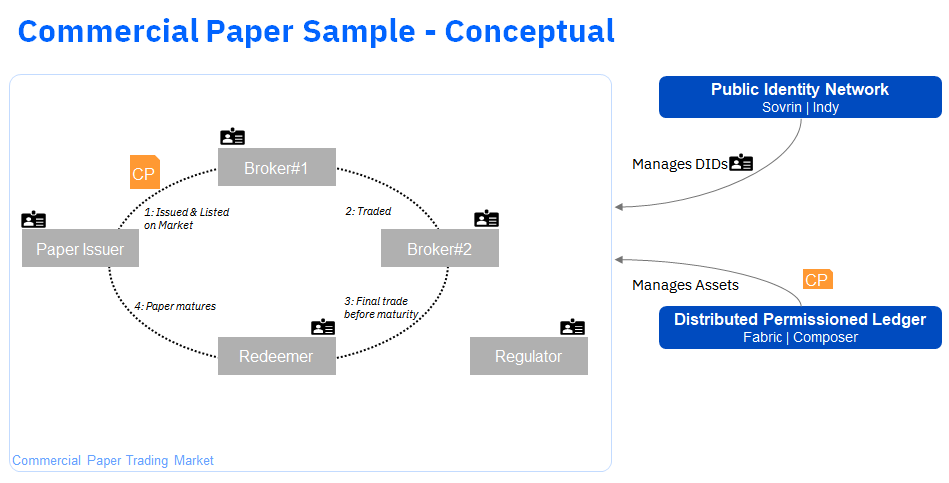 Commercial Paper Sample - Conceptual
Public Identity Network
Sovrin | Indy
Manages DIDs
Broker#1
CP
1: Issued & Listed
on Market
2: Traded
Paper Issuer
Broker#2
Manages Assets
CP
4: Paper matures
3: Final trade
before maturity
Distributed Permissioned Ledger
Fabric | Composer
Redeemer
Regulator
Commercial Paper Trading Market